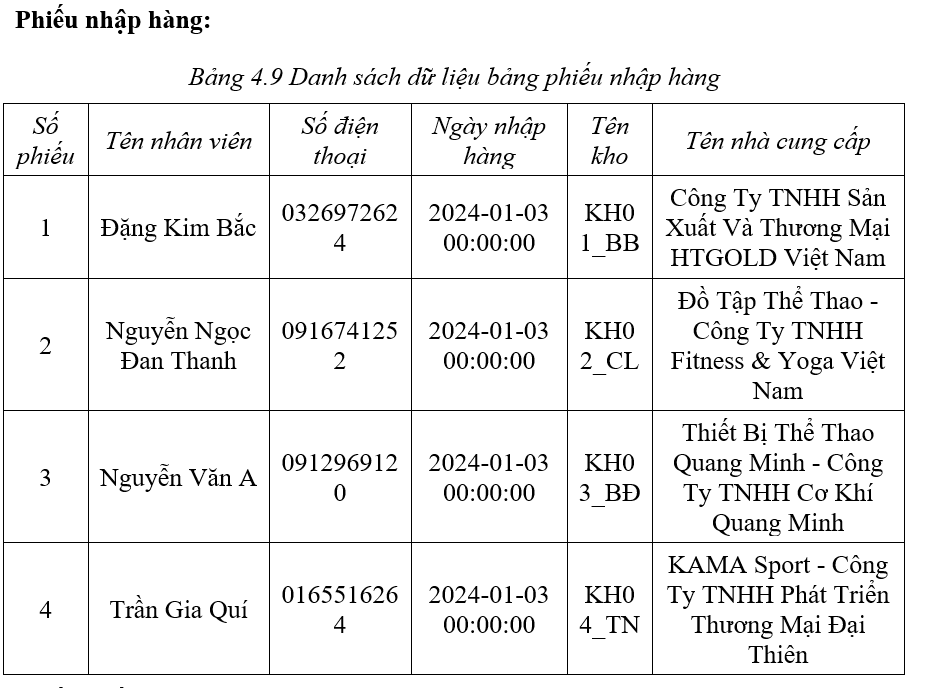 Phiếu nhập hàng:
Bảng 4.9 Danh sách dữ liệu bảng phiếu nhập hàng
Số phiếu | Tên nhân viên | Số điện thoại | Ngày nhập hàng | Tên kho | Tên nhà cung cấp
1 | Đặng Kim Bắc | 0326972624 | 2024-01-03 00:00:00 | KH01_BB | Công Ty TNHH Sản Xuất Và Thương Mại HTGOLD Việt Nam
2 | Nguyễn Ngọc Đan Thanh | 0916741252 | 2024-01-03 00:00:00 | KH02_CL | Đồ Tập Thể Thao - Công Ty TNHH Fitness & Yoga Việt Nam
3 | Nguyễn Văn A | 0912969120 | 2024-01-03 00:00:00 | KH03_BĐ | Thiết Bị Thể Thao Quang Minh - Công Ty TNHH Cơ Khí Quang Minh
4 | Trần Gia Quí | 0165516264 | 2024-01-03 00:00:00 | KH04_TN | KAMA Sport - Công Ty TNHH Phát Triển Thương Mại Đại Thiên